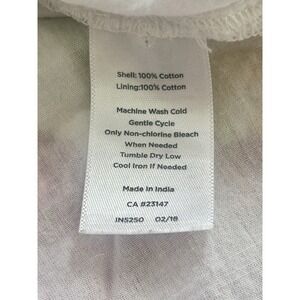 Shell: 100% Cotton
Lining:100% Cotton
Machine Wash Cold
Gentle Cycle
Only Non-chlorine Bleach
When Needed
Tumble Dry Low
Cool Iron If Needed
Made in India
CA #23147
IN5250 02/18